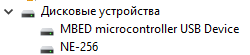 Дисковые устройства
MBED microcontroller USB Device
NE-256